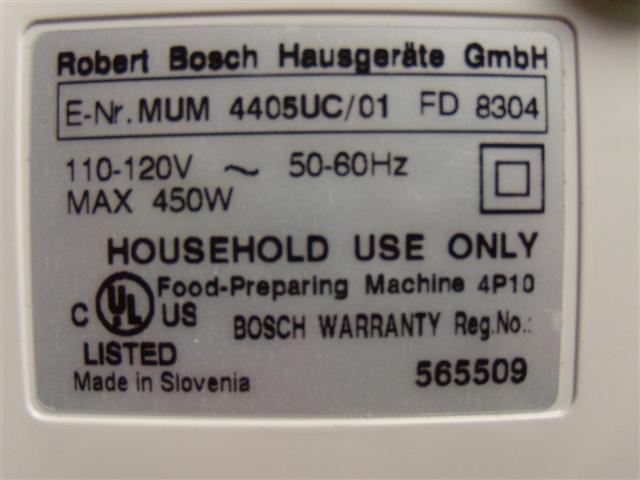 Robert Bosch Hausgeräte GmbH
E-Nr. MUM 4405UC/01 FD 8304
110-120V ~ 50-60Hz
MAX 450W
HOUSEHOLD USE ONLY
Food-Preparing Machine 4P10
C UL US
BOSCH WARRANTY Reg.No.:
LISTED
565509
Made in Slovenia